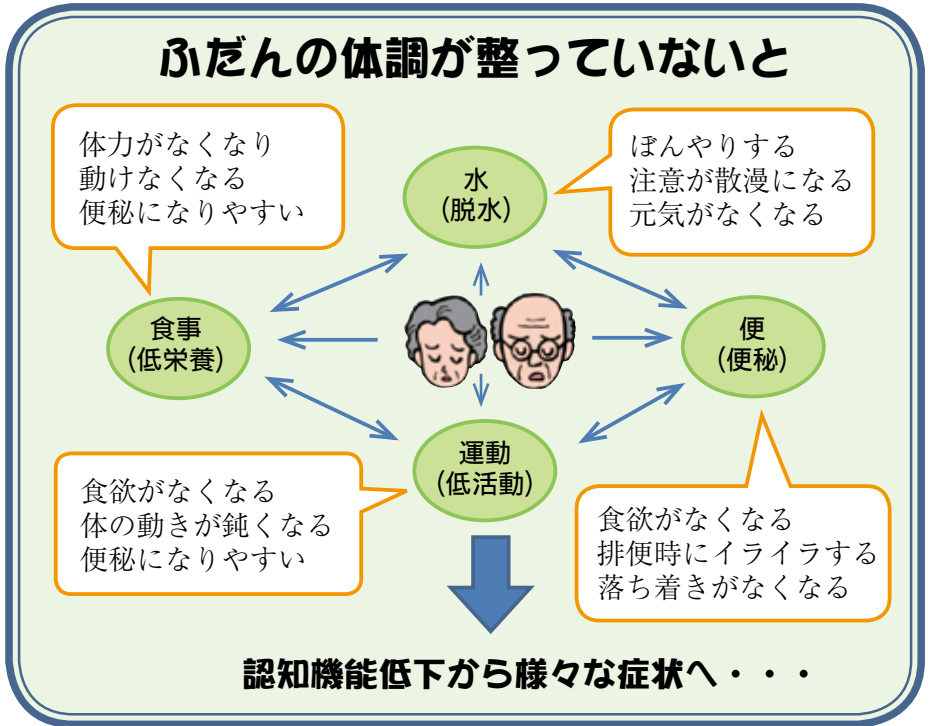 ふだんの体調が整っていないと
体力がなくなり
動けなくなる
便秘になりやすい
水
(脱水)
ぼんやりする
注意が散漫になる
元気がなくなる
食事
(低栄養)
便
(便秘)
運動
(低活動)
食欲がなくなる
体の動きが鈍くなる
便秘になりやすい
食欲がなくなる
排便時にイライラする
落ち着きがなくなる
認知機能低下から様々な症状へ・・・